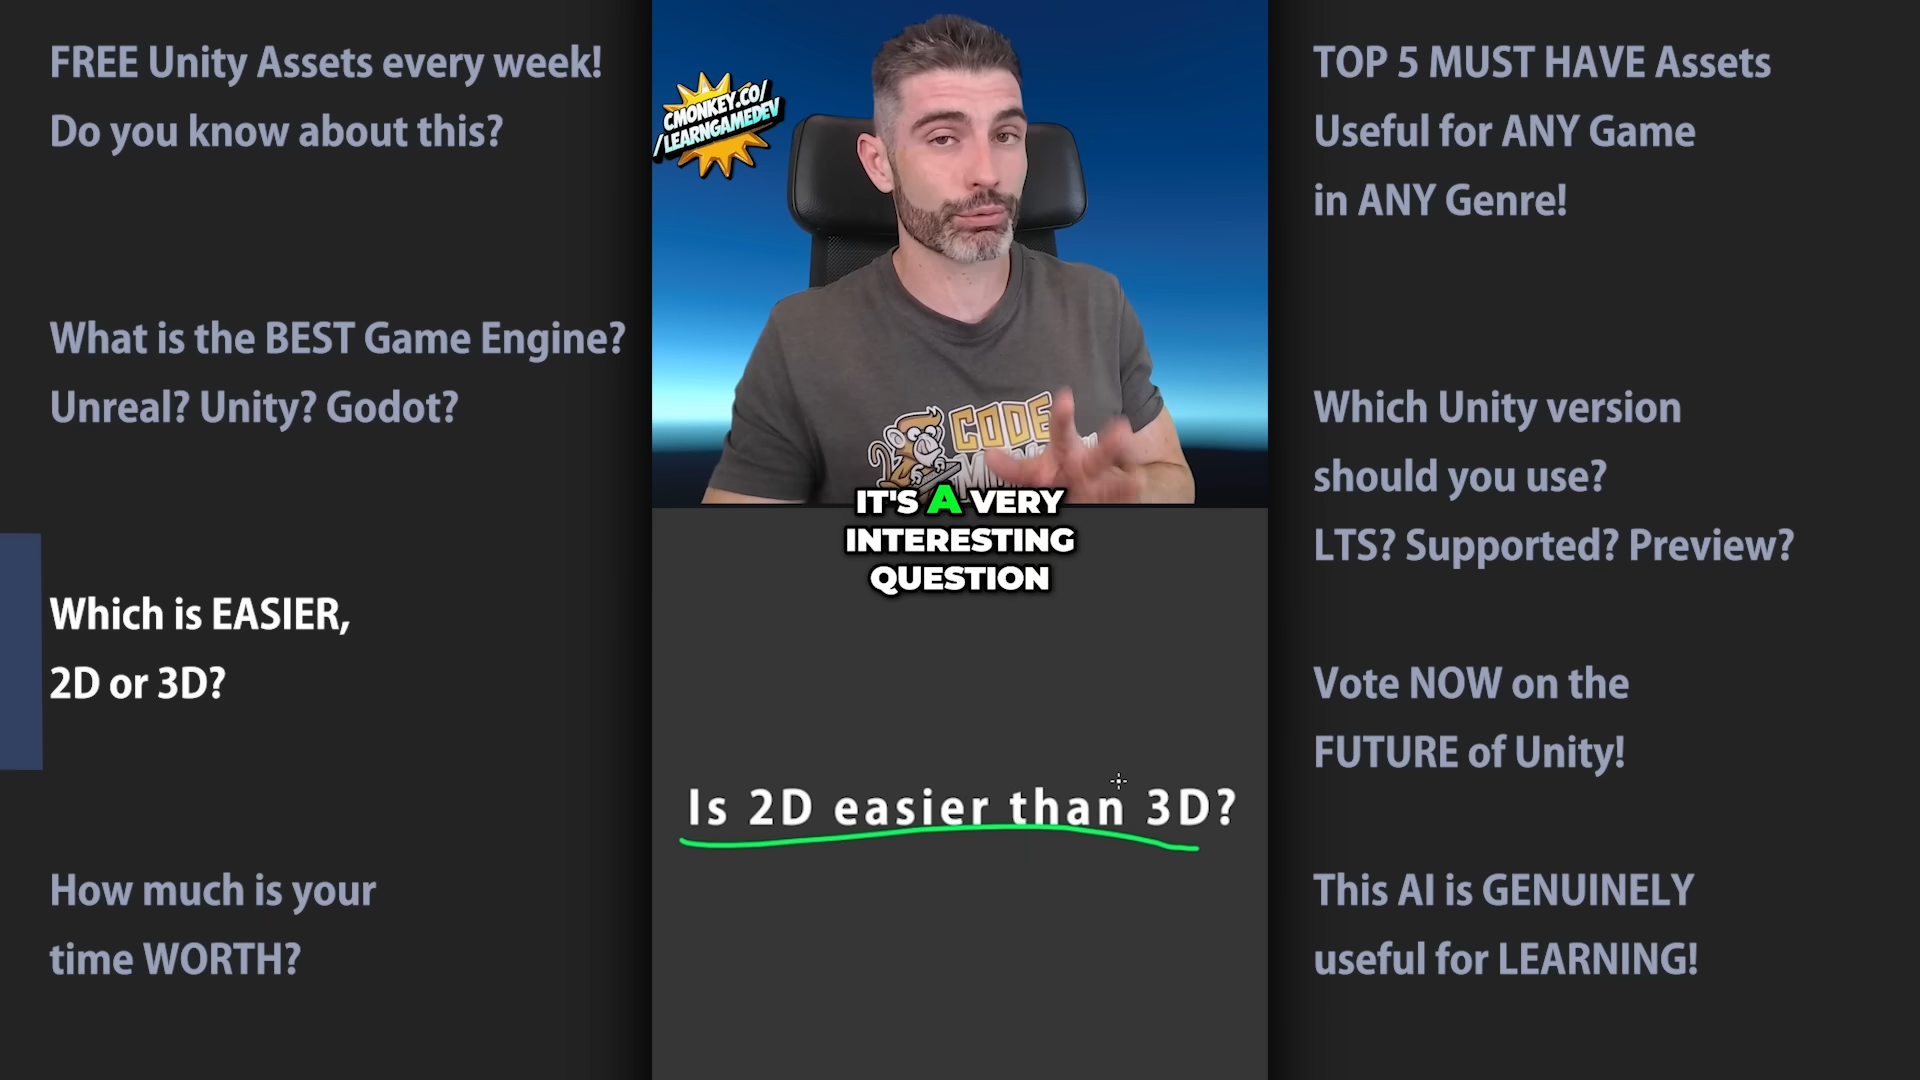 FREE Unity Assets every week!
Do you know about this?
What is the BEST Game Engine?
Unreal? Unity? Godot?
Which is EASIER,
2D or 3D?
How much is your
time WORTH?
CMONKEY.CO/
/LEARNGAMEDEV
CODE
IT'S A VERY
INTERESTING
QUESTION
Is 2D easier than 3D?
TOP 5 MUST HAVE Assets
Useful for ANY Game
in ANY Genre!
Which Unity version
should you use?
LTS? Supported? Preview?
Vote NOW on the
FUTURE of Unity!
This AI is GENUINELY
useful for LEARNING!